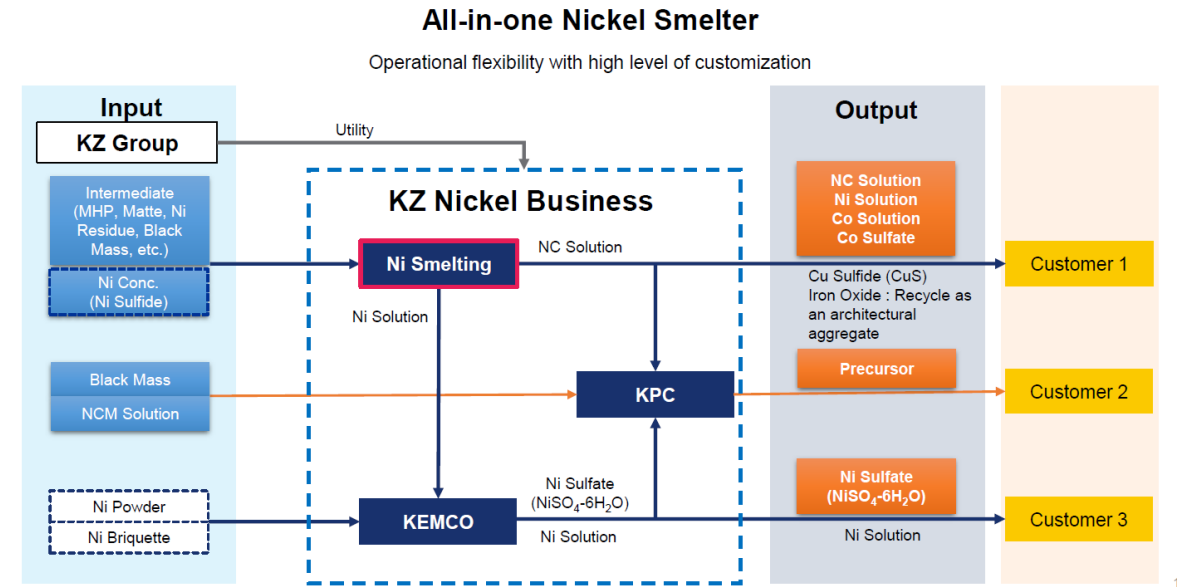 All-in-one Nickel Smelter
Operational flexibility with high level of customization
Input
KZ Group
Utility
Intermediate
(MHP, Matte, Ni
Residue, Black
Mass, etc.)
Ni Conc.
(Ni Sulfide)
Black Mass
NCM Solution
Ni Powder
Ni Briquette
KZ Nickel Business
Ni Smelting
NC Solution
Ni Solution
KPC
KEMCO
Ni Sulfate
(NiSO₄-6H₂O)
Ni Solution
Output
NC Solution
Ni Solution
Co Solution
Co Sulfate
Cu Sulfide (CuS)
Iron Oxide : Recycle as
an architectural
aggregate
Precursor
Ni Sulfate
(NiSO₄-6H₂O)
Ni Solution
Customer 1
Customer 2
Customer 3
1